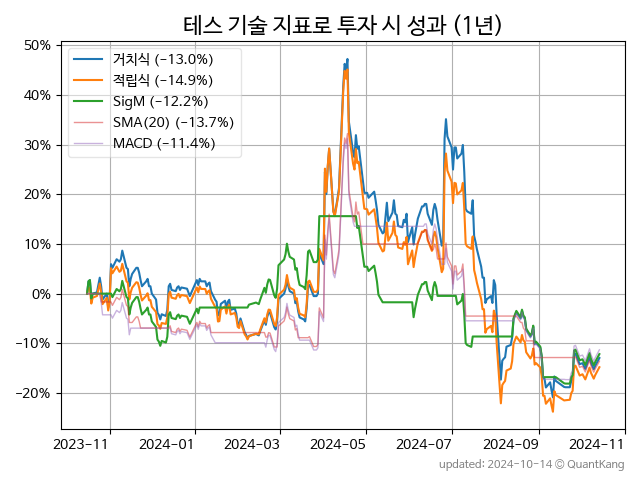 테스 기술 지표로 투자 시 성과 (1년)
50%
40%
30%
20%
10%
0%
−10%
−20%
거치식 (−13.0%)
적립식 (−14.9%)
SigM (−12.2%)
SMA(20) (−13.7%)
MACD (−11.4%)
2023-11
2024-01
2024-03
2024-05
2024-07
2024-09
2024-11
updated: 2024-10-14 © QuantKang